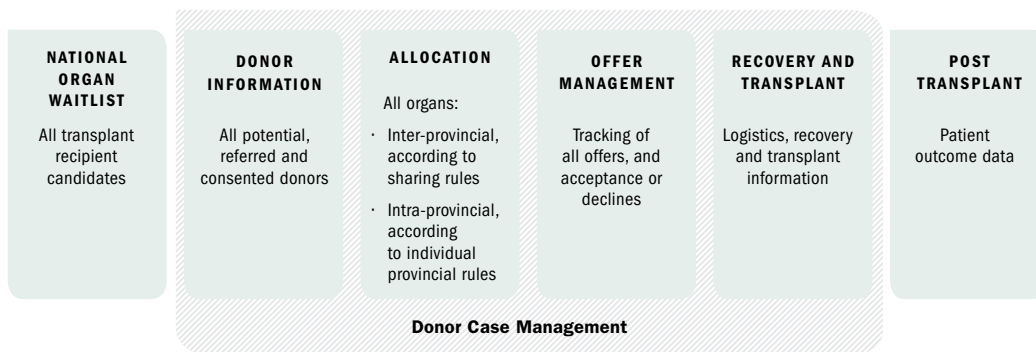 NATIONAL
ORGAN
WAITLIST
All transplant
recipient
candidates
DONOR
INFORMATION
All potential,
referred and
consented donors
ALLOCATION
All organs:
· Inter-provincial,
according to
sharing rules
· Intra-provincial,
according
to individual
provincial rules
OFFER
MANAGEMENT
Tracking of
all offers, and
acceptance or
declines
RECOVERY AND
TRANSPLANT
Logistics, recovery
and transplant
information
POST
TRANSPLANT
Patient
outcome data
Donor Case Management